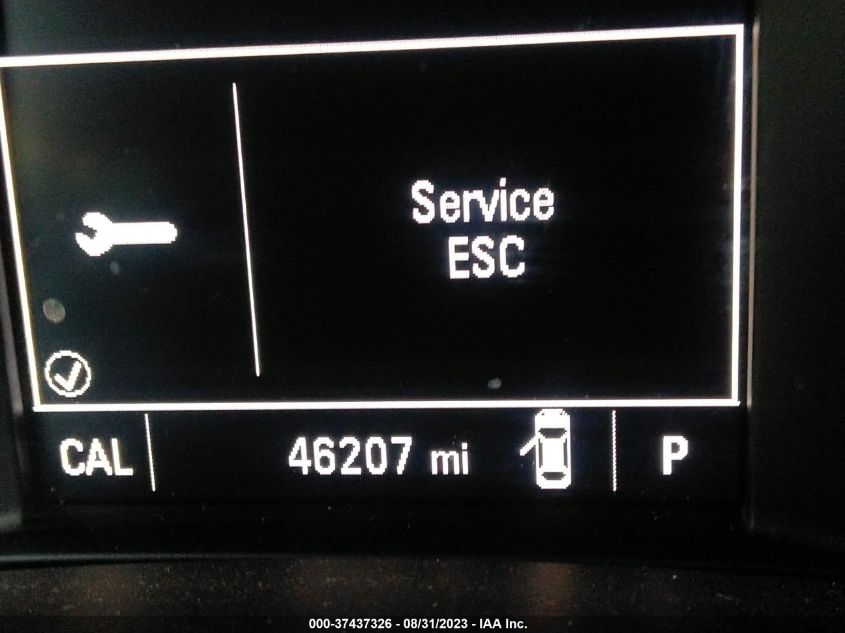 Service
ESC
CAL 46207 mi P
000-37437326 - 08/31/2023 - IAA Inc.